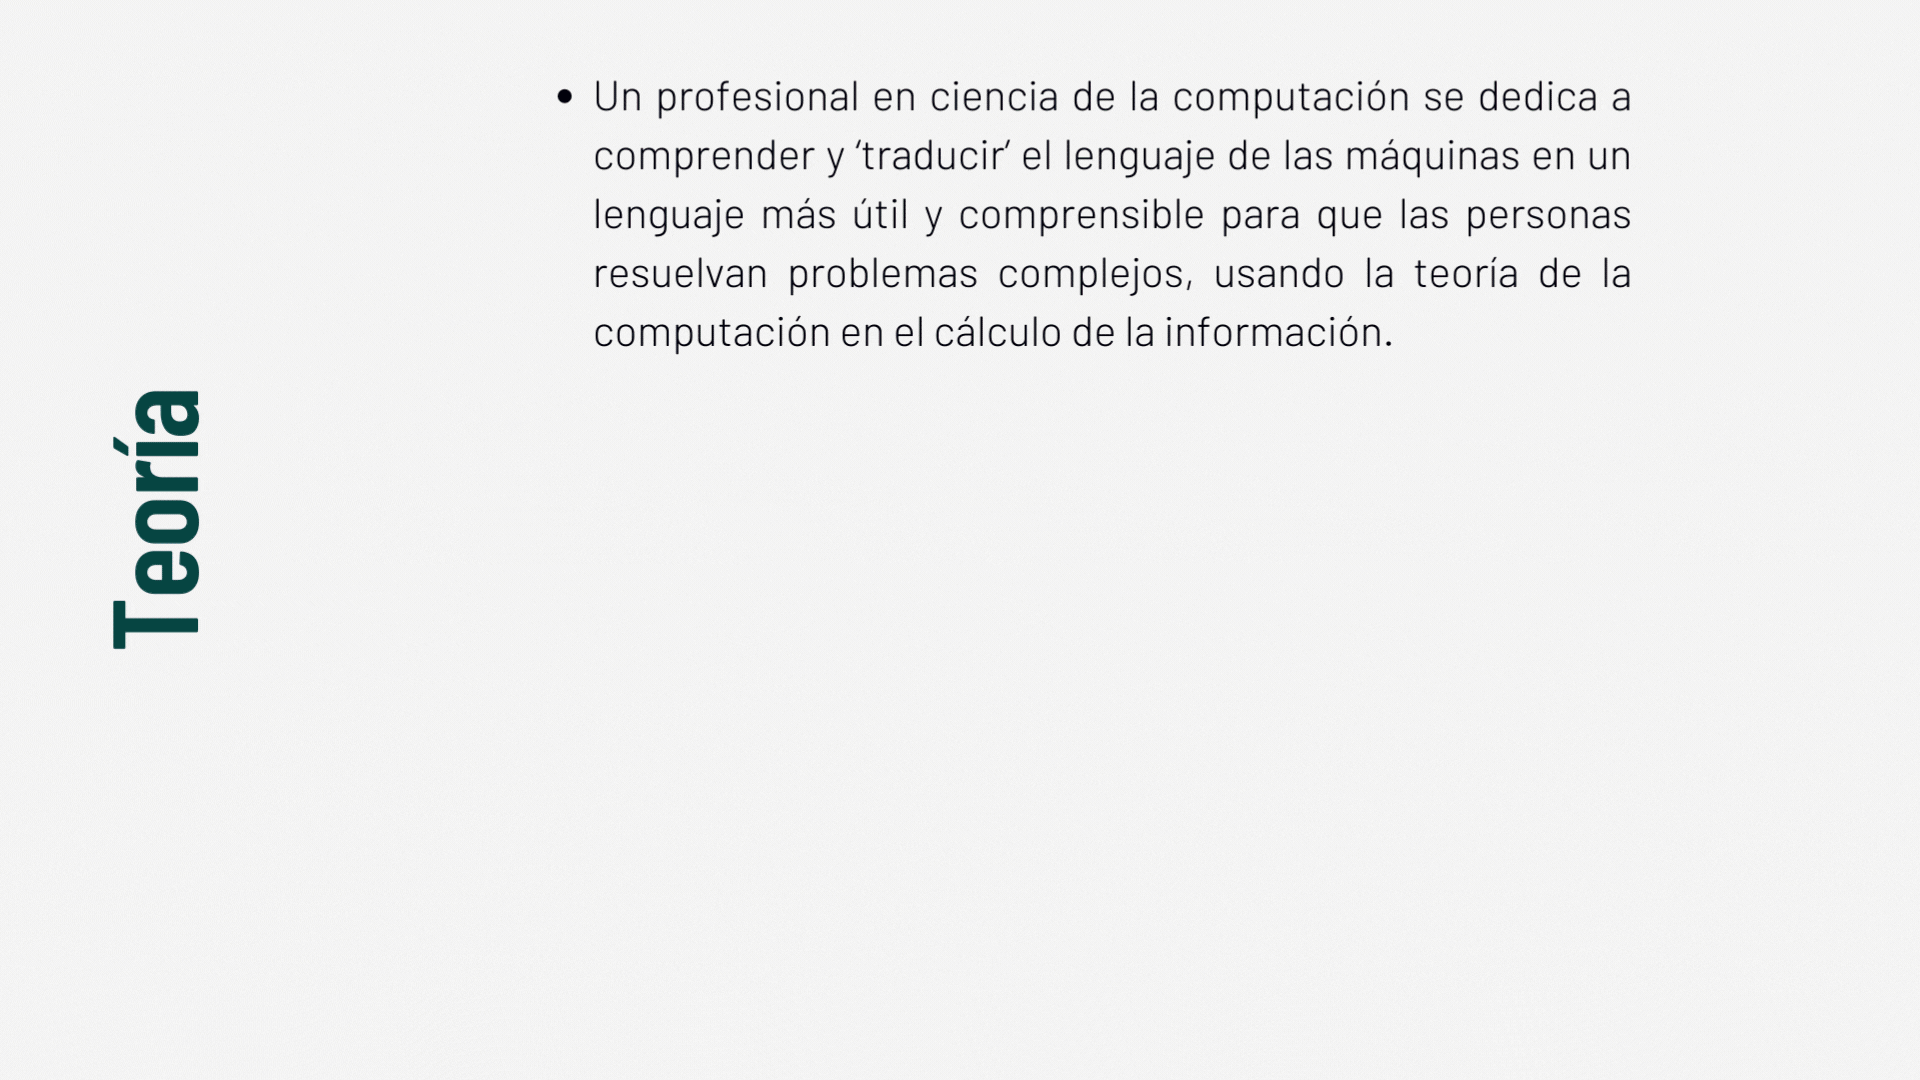 Teoría
• Un profesional en ciencia de la computación se dedica a
comprender y ‘traducir’ el lenguaje de las máquinas en un
lenguaje más útil y comprensible para que las personas
resuelvan problemas complejos, usando la teoría de la
computación en el cálculo de la información.